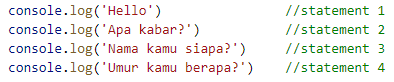 console.log('Hello') //statement 1
console.log('Apa kabar?') //statement 2
console.log('Nama kamu siapa?') //statement 3
console.log('Umur kamu berapa?') //statement 4